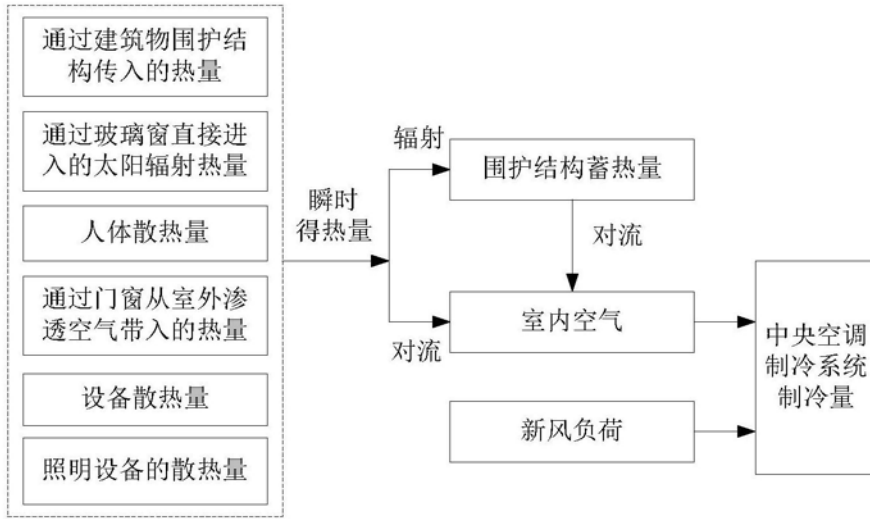 通过建筑物围护结
构传入的热量
通过玻璃窗直接进
入的太阳辐射热量
人体散热量
通过门窗从室外渗
透空气带入的热量
设备散热量
照明设备的散热量
瞬时
得热量
辐射
对流
围护结构蓄热量
对流
室内空气
新风负荷
中央空调
制冷系统
制冷量